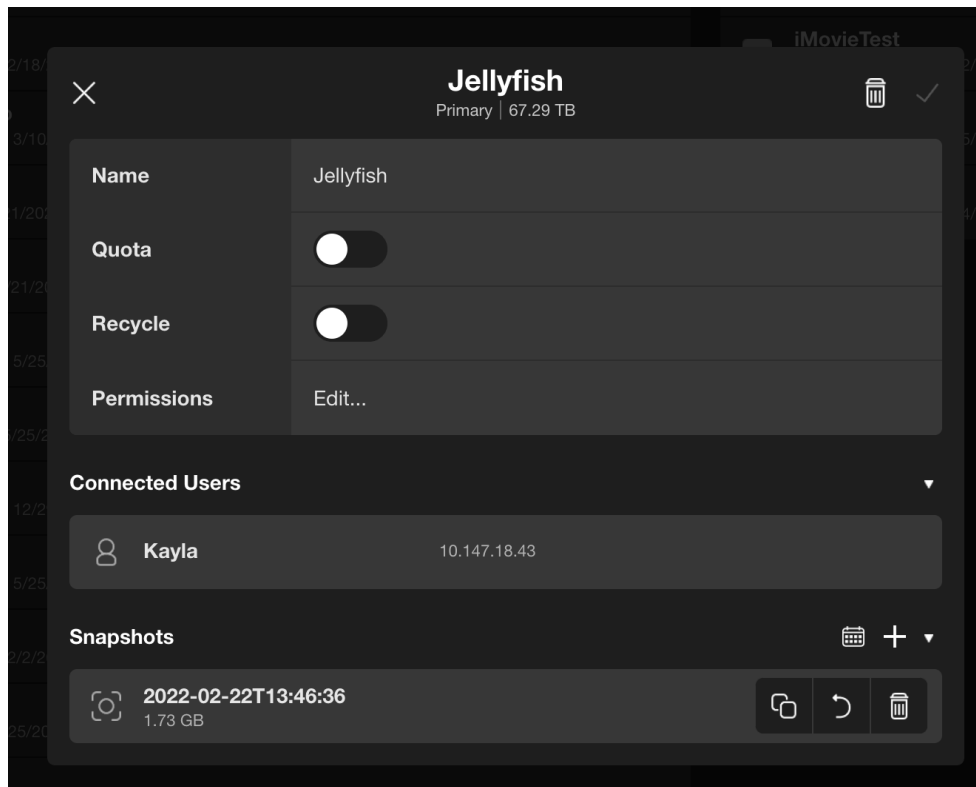 iMovieTest
Jellyfish
Primary | 67.29 TB
Name
Jellyfish
Quota
Recycle
Permissions
Edit...
Connected Users
Kayla
10.147.18.43
Snapshots
2022-02-22T13:46:36
1.73 GB